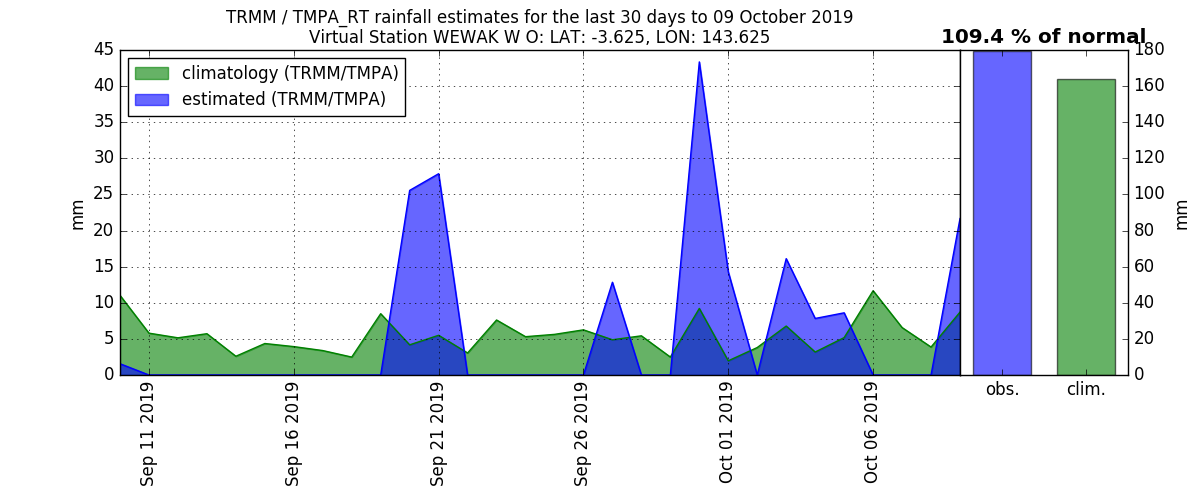 TRMM / TMPA_RT rainfall estimates for the last 30 days to 09 October 2019
Virtual Station WEWAK W O: LAT: -3.625, LON: 143.625
109.4 % of normal
climatology (TRMM/TMPA)
estimated (TRMM/TMPA)
45
40
35
30
25
20
15
10
5
0
mm
180
160
140
120
100
80
60
40
20
0
mm
Sep 11 2019
Sep 16 2019
Sep 21 2019
Sep 26 2019
Oct 01 2019
Oct 06 2019
obs.
clim.